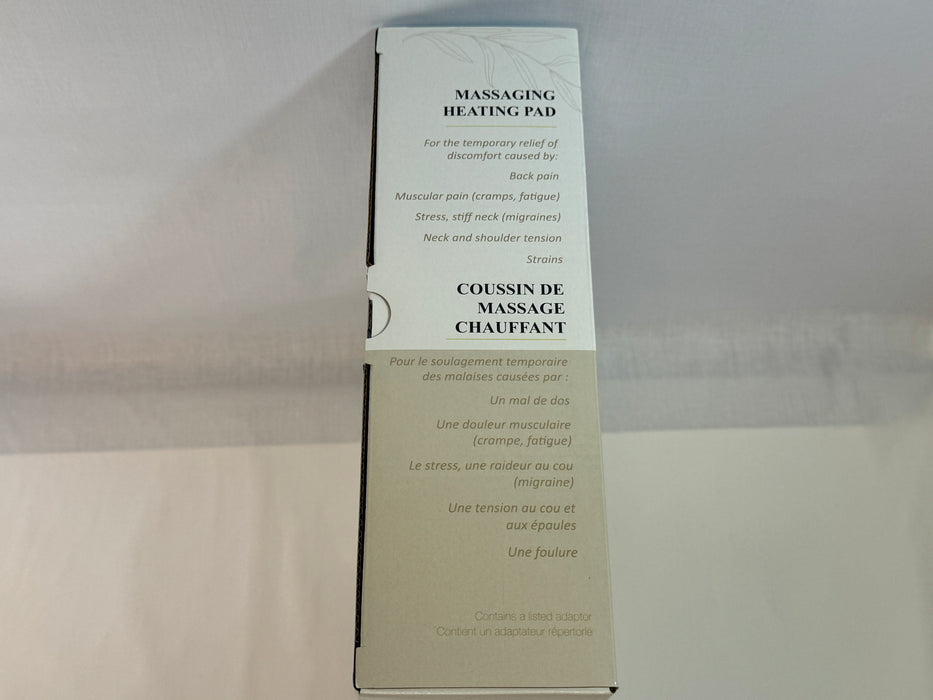 MASSAGING
HEATING PAD
For the temporary relief of
discomfort caused by:
Back pain
Muscular pain (cramps, fatigue)
Stress, stiff neck (migraines)
Neck and shoulder tension
Strains
COUSSIN DE
MASSAGE
CHAUFFANT
Pour le soulagement temporaire
des malaises causées par :
Un mal de dos
Une douleur musculaire
(crampe, fatigue)
Le stress, une raideur au cou
(migraine)
Une tension au cou et
aux épaules
Une foulure
Contains a listed adaptor
Contient un adaptateur répertorié